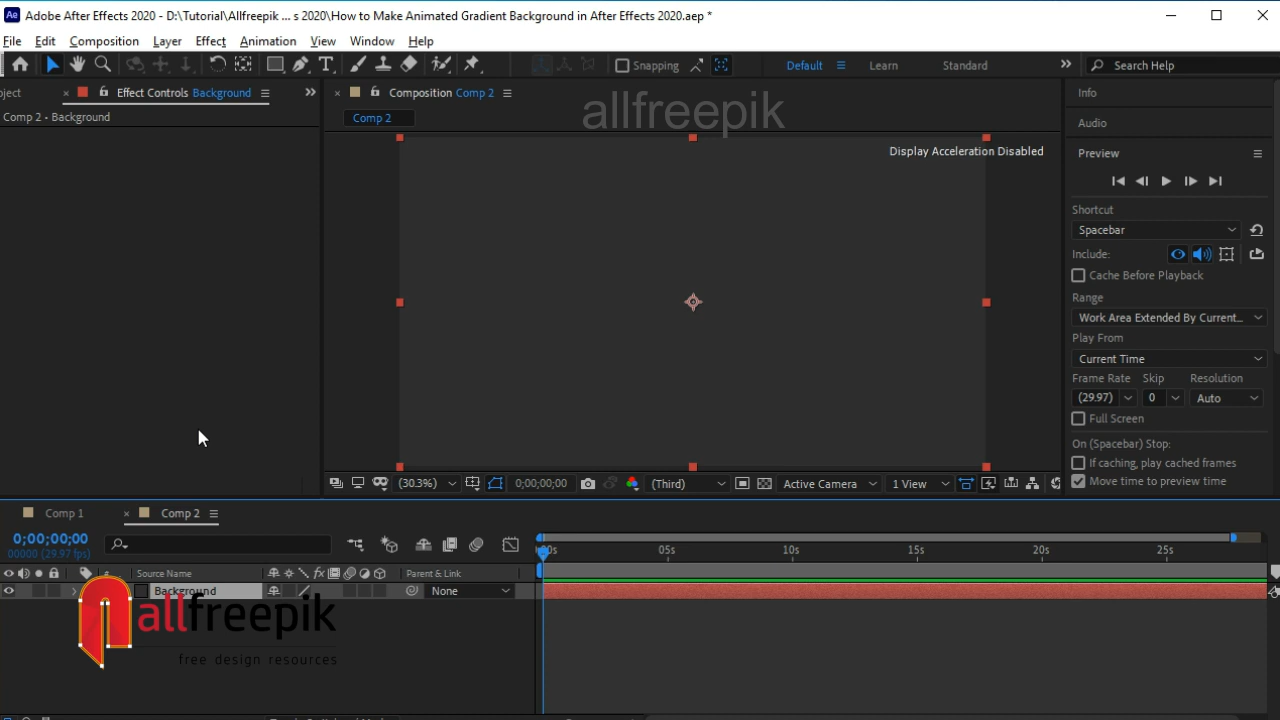 Adobe After Effects 2020 - D:\Tutorial\Allfreepik ... s 2020\How to Make Animated Gradient Background in After Effects 2020.aep *
File Edit Composition Layer Effect Animation View Window Help
Snapping Default Learn Standard Search Help
ject Effect Controls Background Composition Comp 2 Info
Comp 2 • Background Comp 2
allfreepik
Audio
Display Acceleration Disabled
Preview
Shortcut
Spacebar
Include:
Cache Before Playback
Range
Work Area Extended By Current...
Play From
Current Time
Frame Rate Skip Resolution
(29.97) 0 Auto
Full Screen
On (Spacebar) Stop:
If caching, play cached frames
Move time to preview time
(30.3%) 0;00;00;00 (Third) Active Camera 1 View
Comp 1 Comp 2
0;00;00;00
00000 (29.97 fps)
05s 10s 15s 20s 25s
# Source Name fx Parent & Link
Background None
allfreepik
free design resources